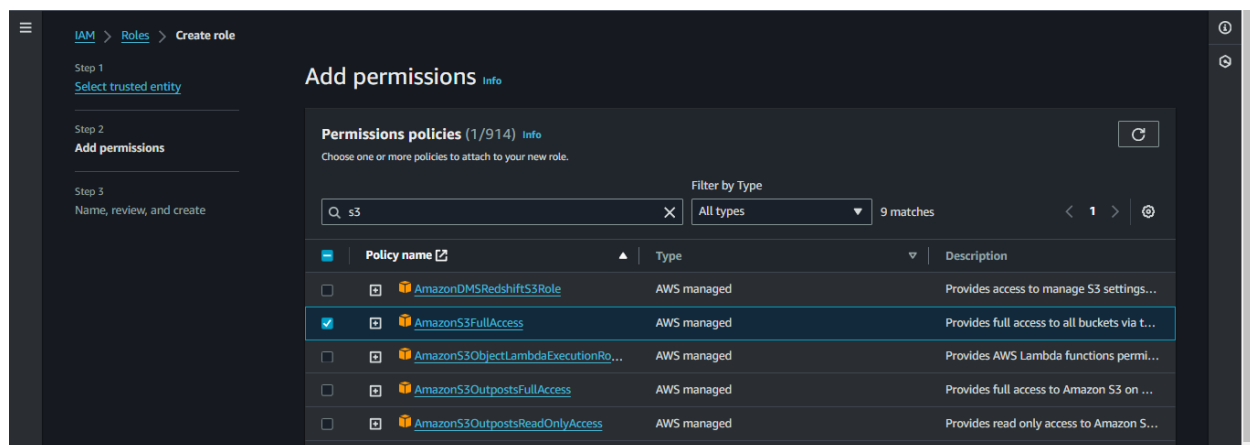 IAM > Roles > Create role
Step 1
Select trusted entity
Step 2
Add permissions
Step 3
Name, review, and create
Add permissions Info
Permissions policies (1/914) Info
Choose one or more policies to attach to your new role.
Filter by Type
s3
All types
9 matches
1
Policy name
Type
Description
AmazonDMSRedshiftS3Role AWS managed Provides access to manage S3 settings...
AmazonS3FullAccess AWS managed Provides full access to all buckets via t...
AmazonS3ObjectLambdaExecutionRo... AWS managed Provides AWS Lambda functions permi...
AmazonS3OutpostsFullAccess AWS managed Provides full access to Amazon S3 on ...
AmazonS3OutpostsReadOnlyAccess AWS managed Provides read only access to Amazon S...